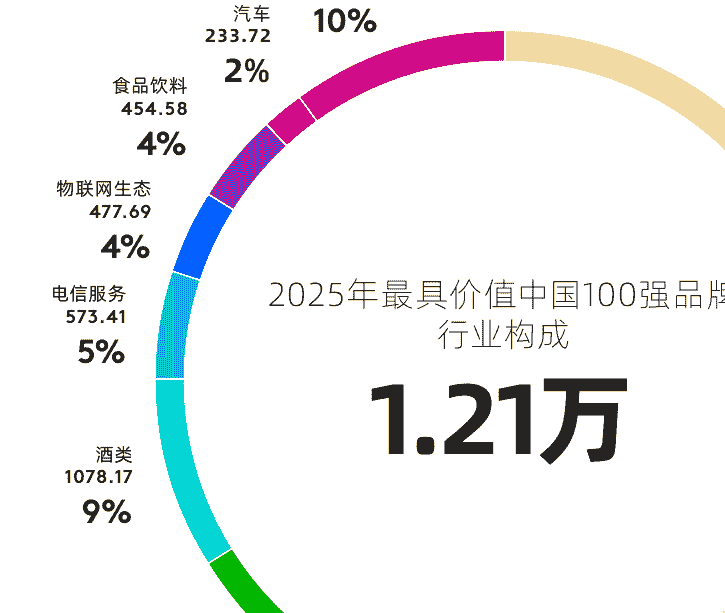 汽车
233.72
2%
10%
食品饮料
454.58
4%
物联网生态
477.69
4%
电信服务
573.41
5%
酒类
1078.17
9%
2025年最具价值中国100强品牌
行业构成
1.21万